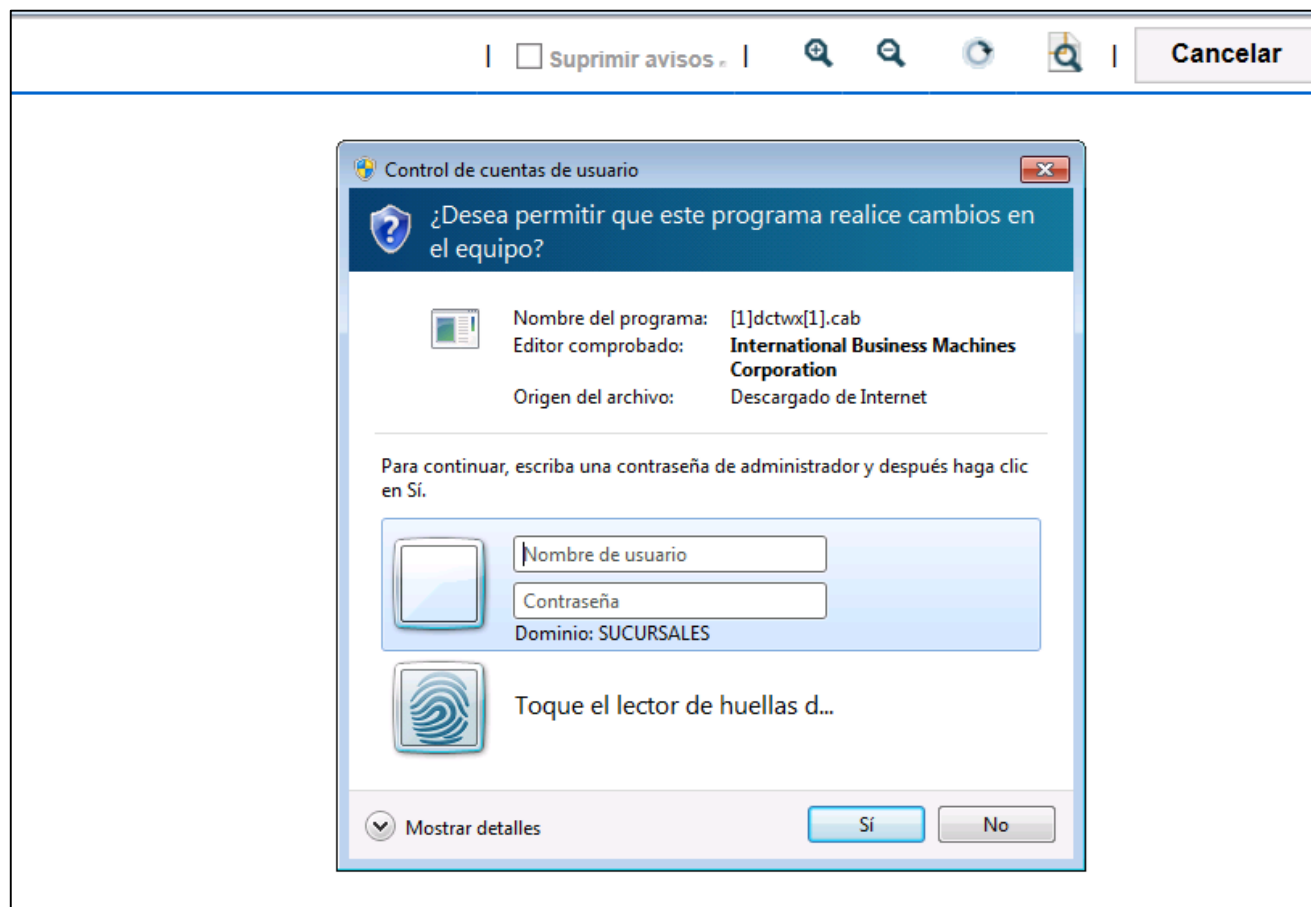 | Suprimir avisos | | Cancelar
Control de cuentas de usuario
¿Desea permitir que este programa realice cambios en
el equipo?
Nombre del programa: [1]dctwx[1].cab
Editor comprobado: International Business Machines
Corporation
Origen del archivo: Descargado de Internet
Para continuar, escriba una contraseña de administrador y después haga clic
en Sí.
Nombre de usuario
Contraseña
Dominio: SUCURSALES
Toque el lector de huellas d...
Mostrar detalles Sí No